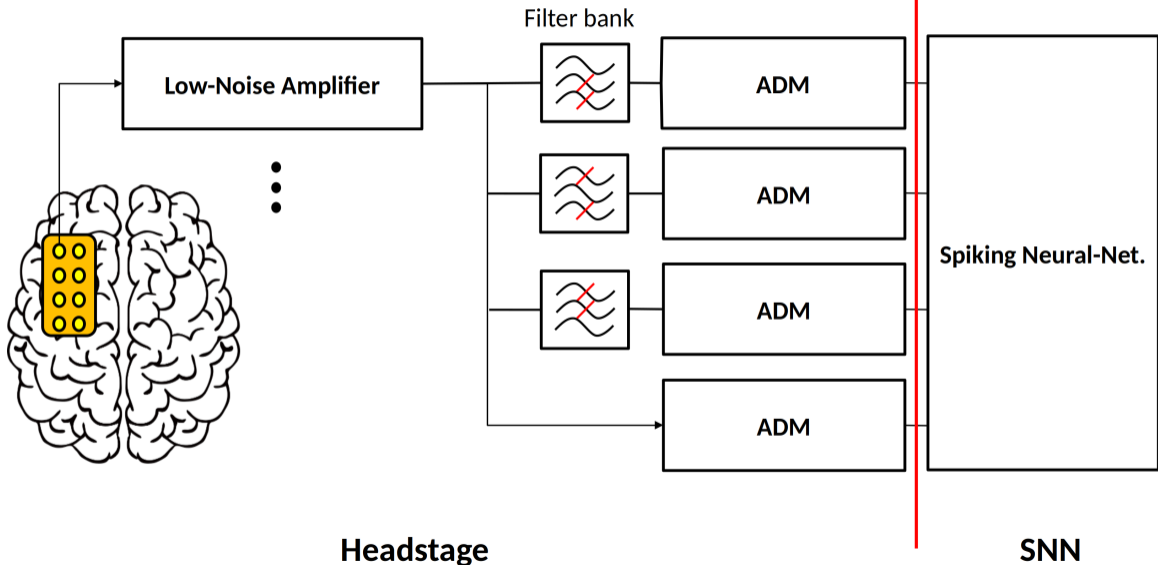 Filter bank
Low-Noise Amplifier
ADM
ADM
Spiking Neural-Net.
ADM
ADM
Headstage
SNN